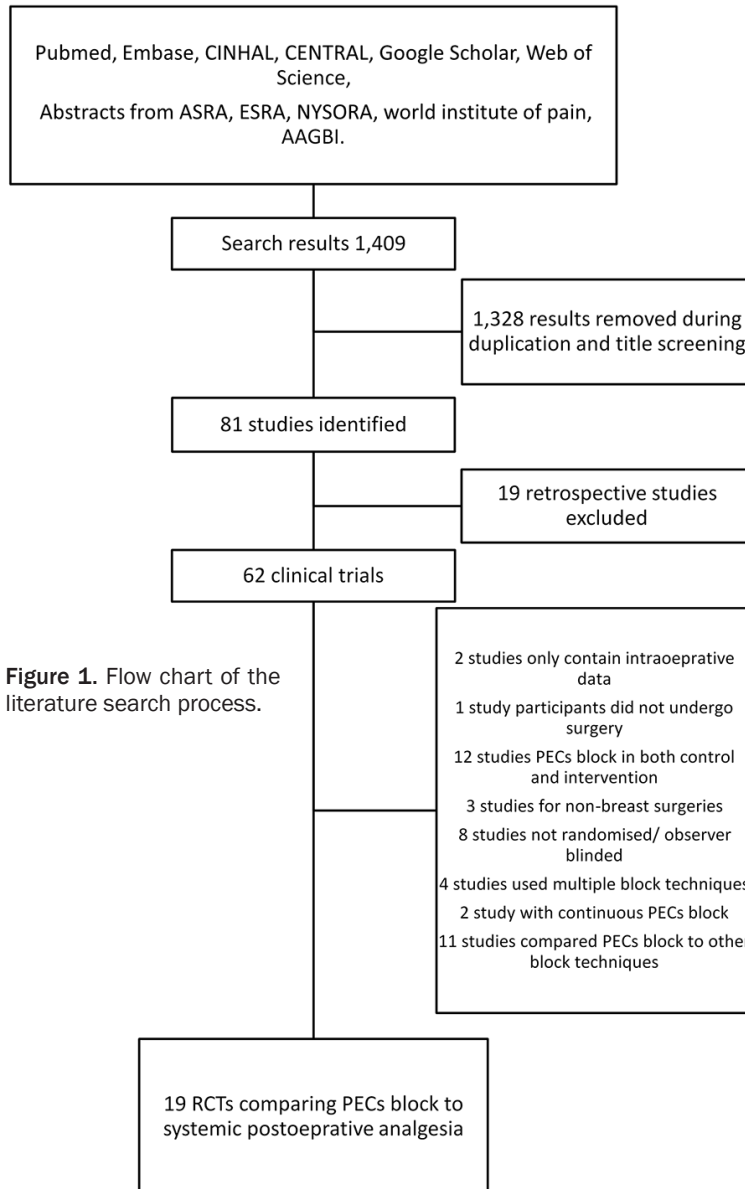 Pubmed, Embase, CINHAL, CENTRAL, Google Scholar, Web of
Science,
Abstracts from ASRA, ESRA, NYSORA, world institute of pain,
AAGBI.
Search results 1,409
1,328 results removed during
duplication and title screening
81 studies identified
19 retrospective studies
excluded
62 clinical trials
2 studies only contain intraoeprative
data
1 study participants did not undergo
surgery
12 studies PECs block in both control
and intervention
3 studies for non-breast surgeries
8 studies not randomised/ observer
blinded
4 studies used multiple block techniques
2 study with continuous PECs block
11 studies compared PECs block to other
block techniques
Figure 1. Flow chart of the
literature search process.
19 RCTs comparing PECs block to
systemic postoeprative analgesia